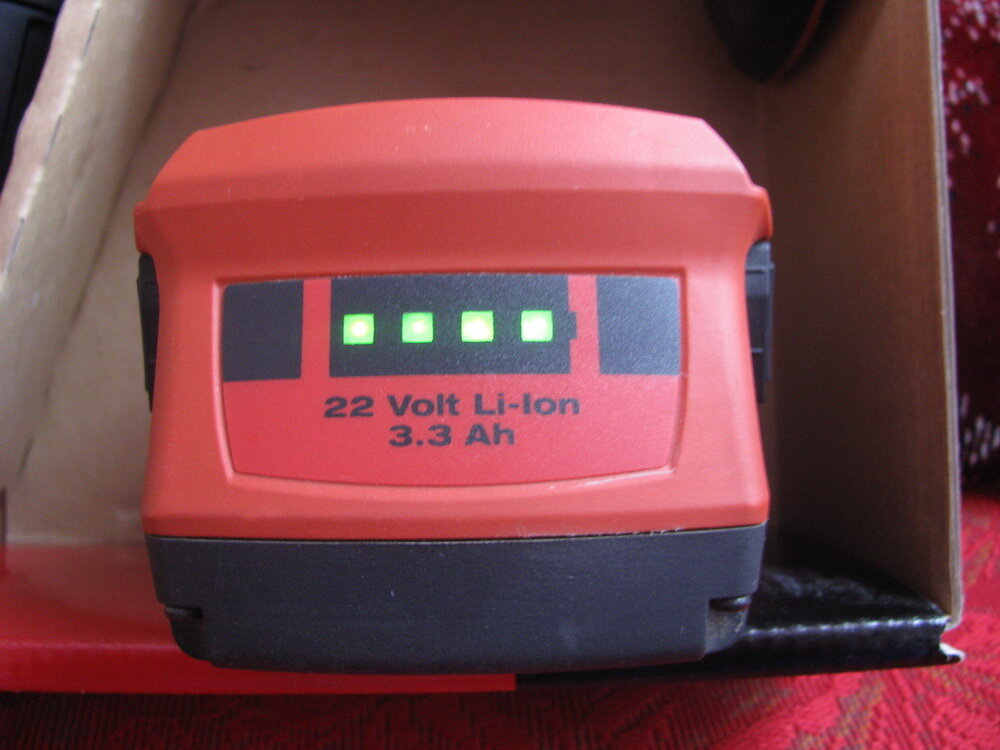 22 Volt Li-Ion
3.3 Ah